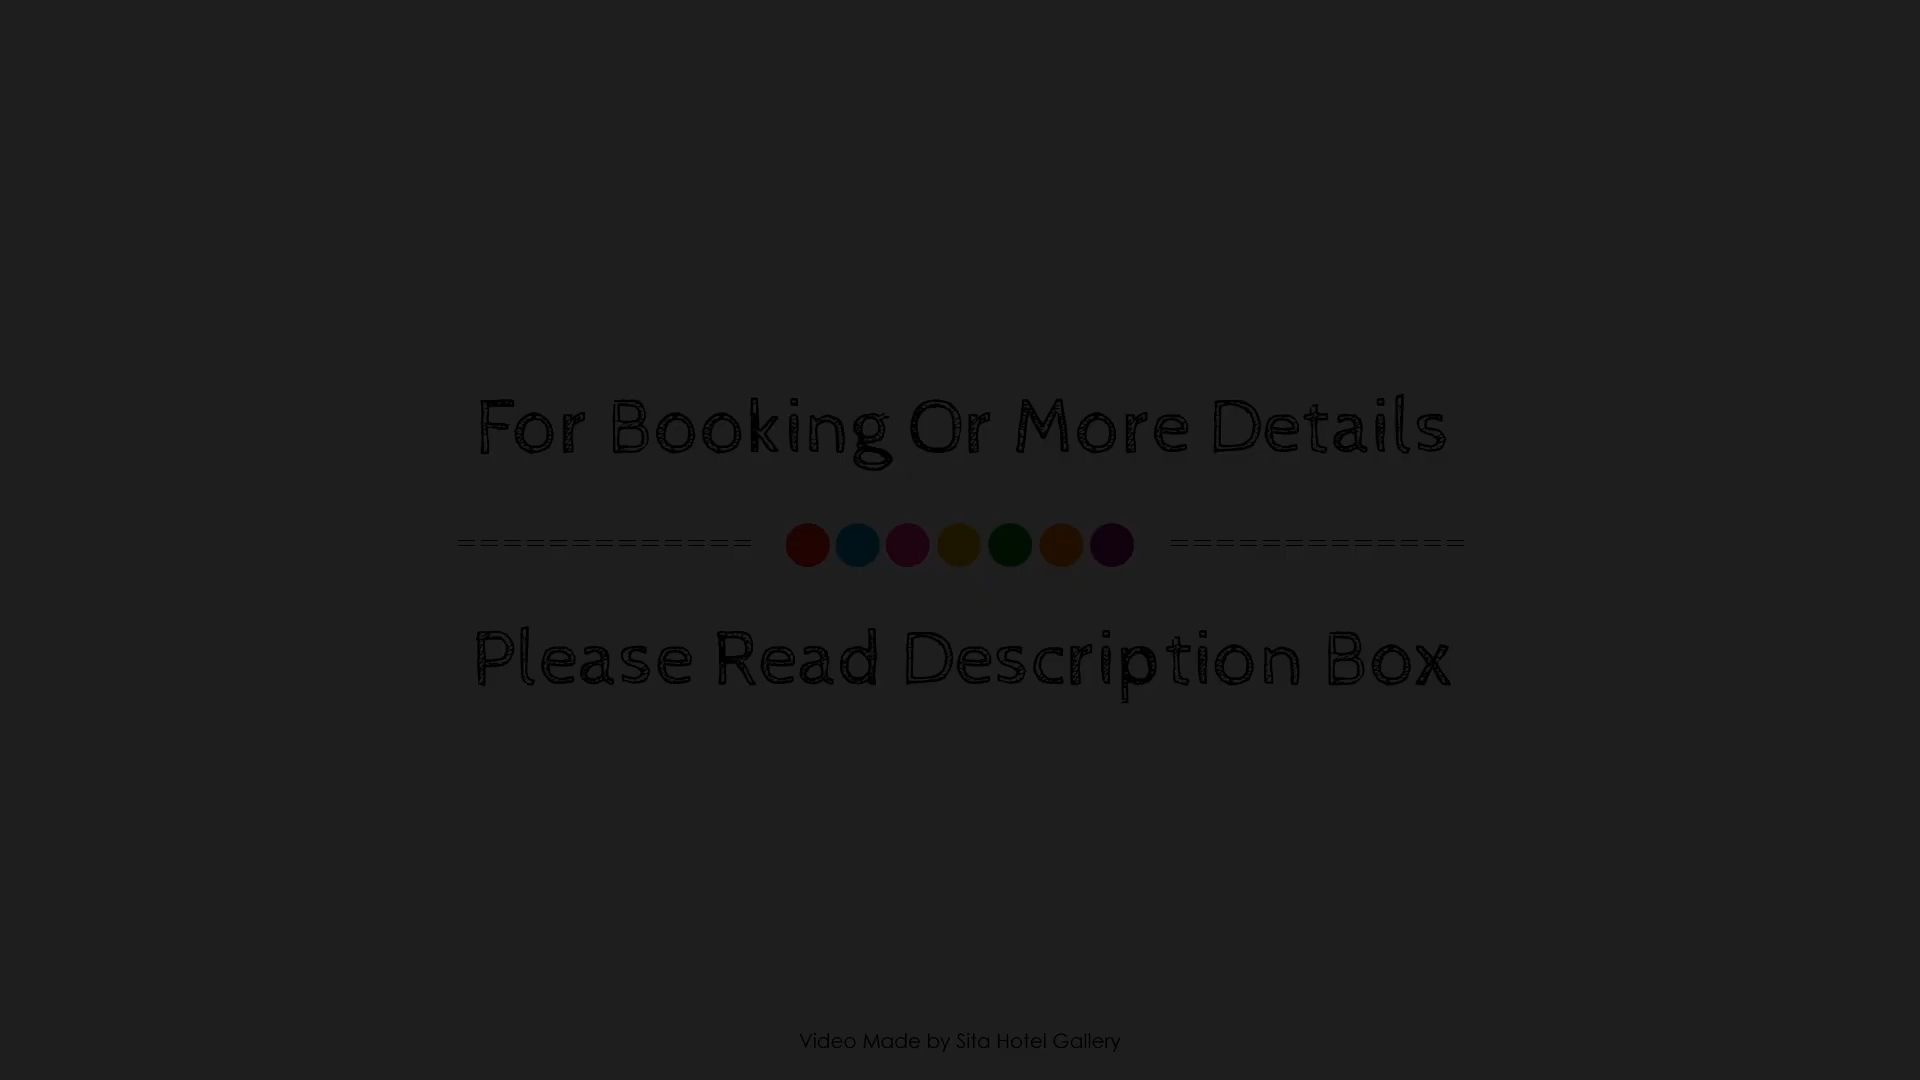 For Booking Or More Details
============= =============
Please Read Description Box
Video Made by Sita Hotel Gallery